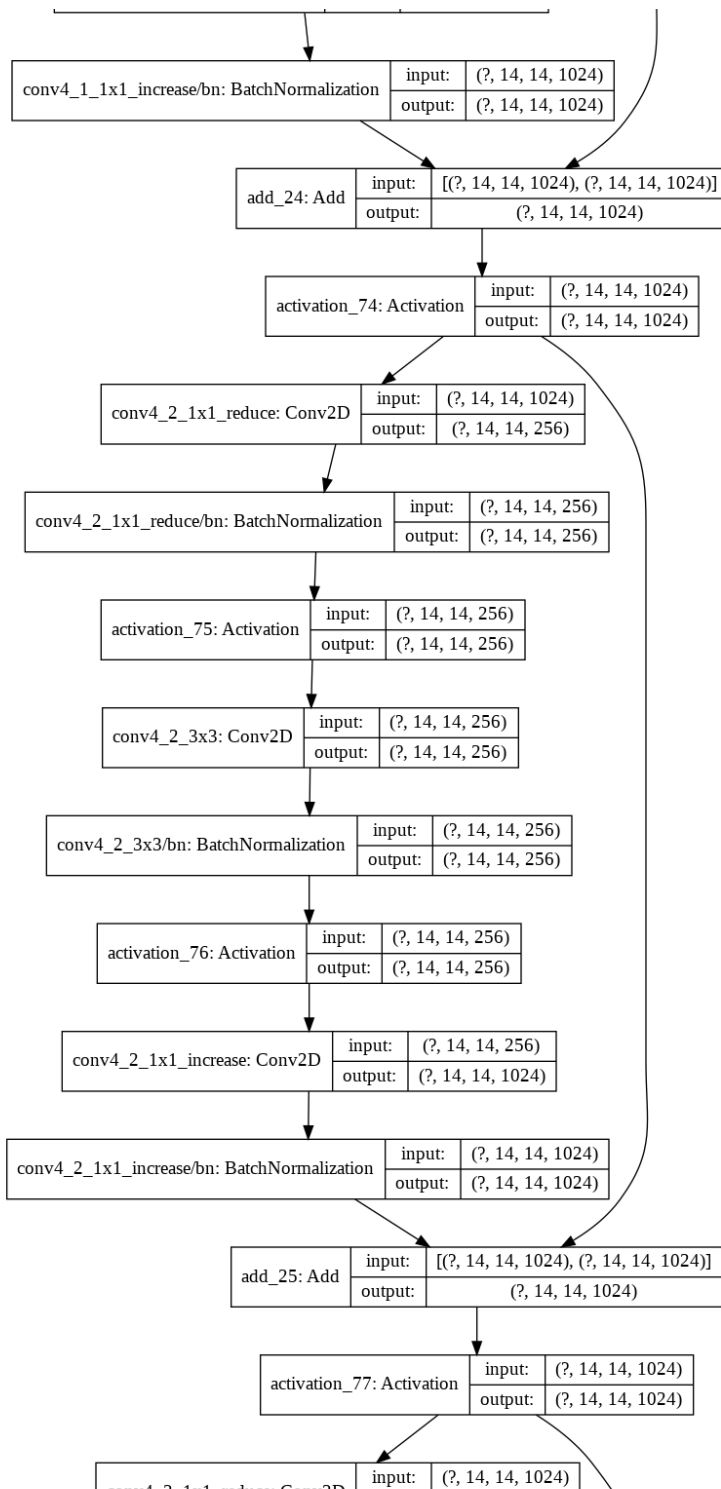 conv4_1_1x1_increase/bn: BatchNormalization
input: (?, 14, 14, 1024)
output: (?, 14, 14, 1024)
add_24: Add
input: [(?, 14, 14, 1024), (?, 14, 14, 1024)]
output: (?, 14, 14, 1024)
activation_74: Activation
input: (?, 14, 14, 1024)
output: (?, 14, 14, 1024)
conv4_2_1x1_reduce: Conv2D
input: (?, 14, 14, 1024)
output: (?, 14, 14, 256)
conv4_2_1x1_reduce/bn: BatchNormalization
input: (?, 14, 14, 256)
output: (?, 14, 14, 256)
activation_75: Activation
input: (?, 14, 14, 256)
output: (?, 14, 14, 256)
conv4_2_3x3: Conv2D
input: (?, 14, 14, 256)
output: (?, 14, 14, 256)
conv4_2_3x3/bn: BatchNormalization
input: (?, 14, 14, 256)
output: (?, 14, 14, 256)
activation_76: Activation
input: (?, 14, 14, 256)
output: (?, 14, 14, 256)
conv4_2_1x1_increase: Conv2D
input: (?, 14, 14, 256)
output: (?, 14, 14, 1024)
conv4_2_1x1_increase/bn: BatchNormalization
input: (?, 14, 14, 1024)
output: (?, 14, 14, 1024)
add_25: Add
input: [(?, 14, 14, 1024), (?, 14, 14, 1024)]
output: (?, 14, 14, 1024)
activation_77: Activation
input: (?, 14, 14, 1024)
output: (?, 14, 14, 1024)
input: (?, 14, 14, 1024)